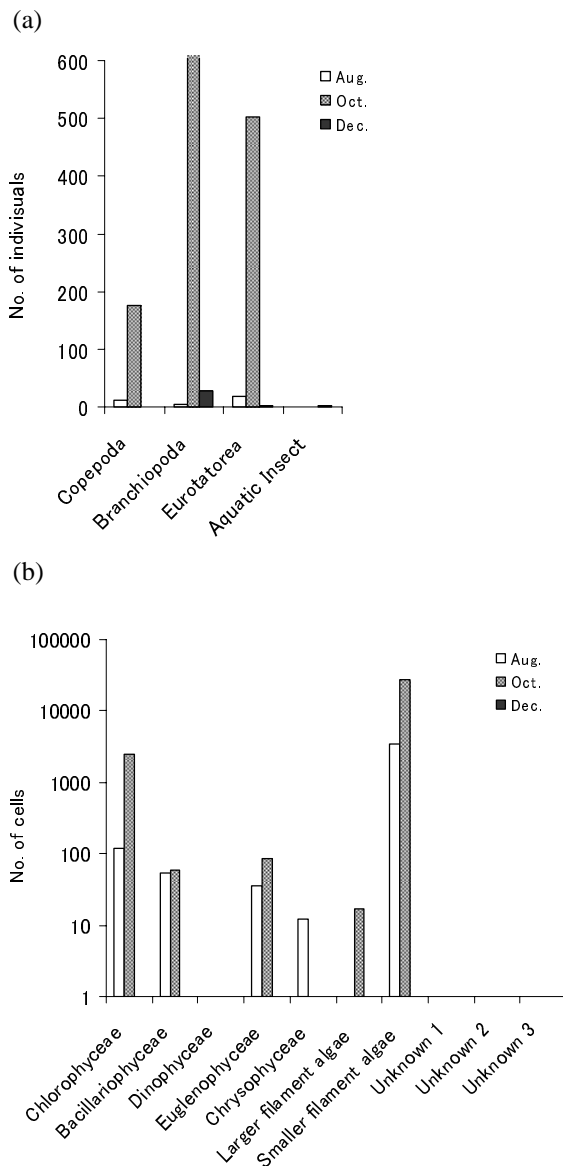 (a)
No. of indivisuals
600
500
400
300
200
100
0
Aug.
Oct.
Dec.
Copepoda
Branchiopoda
Eurotatorea
Aquatic Insect
(b)
No. of cells
100000
10000
1000
100
10
1
Aug.
Oct.
Dec.
Chlorophyceae
Bacillariophyceae
Dinophyceae
Euglenophyceae
Chrysophyceae
Larger filament algae
Smaller filament algae
Unknown 1
Unknown 2
Unknown 3